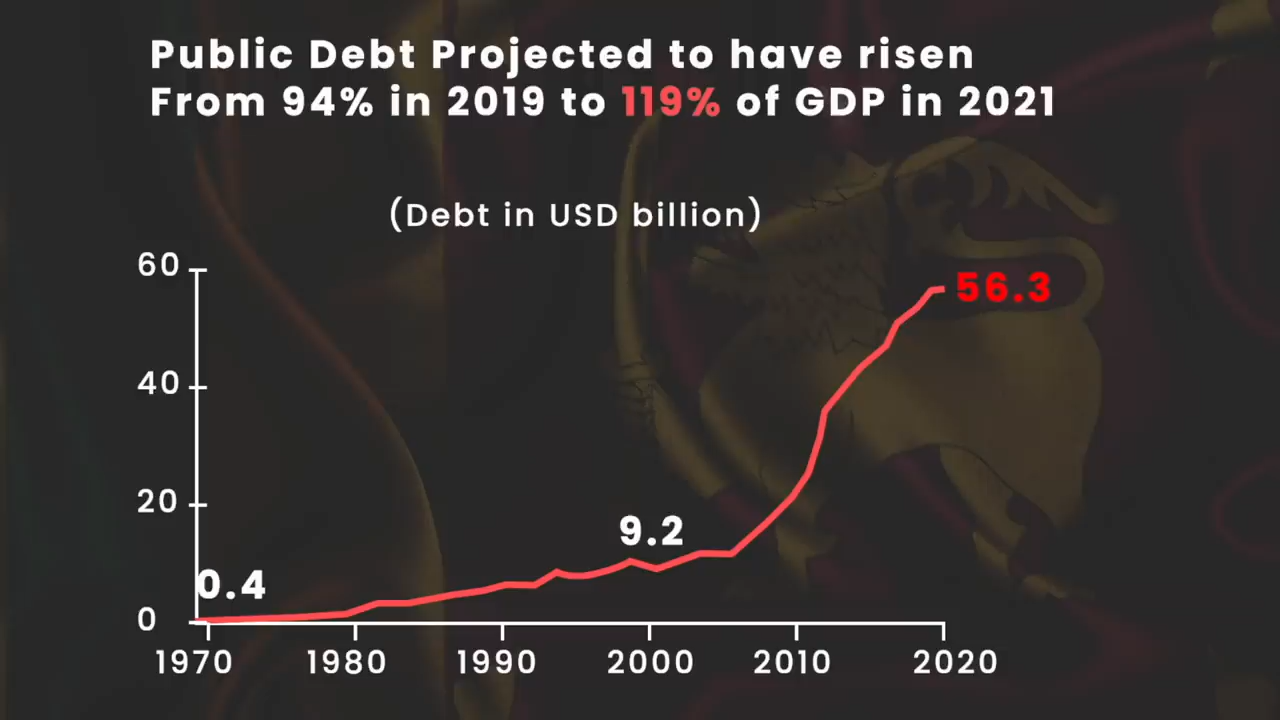 Public Debt Projected to have risen
From 94% in 2019 to 119% of GDP in 2021
(Debt in USD billion)
60
56.3
40
20
9.2
0.4
0
1970 1980 1990 2000 2010 2020